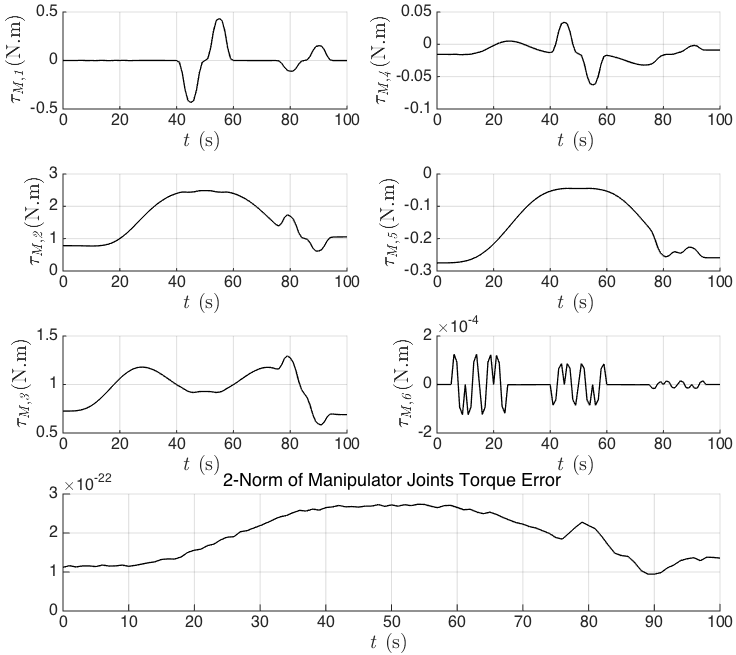 0.5
0
-0.5
τM,1(N.m)
0 20 40 60 80 100
t (s)
0.05
0
-0.05
-0.1
τM,4(N.m)
0 20 40 60 80 100
t (s)
3
2
1
0
τM,2(N.m)
0 20 40 60 80 100
t (s)
-0
-0.1
-0.2
-0.3
τM,5(N.m)
0 20 40 60 80 100
t (s)
1.5
1
0.5
τM,3(N.m)
0 20 40 60 80 100
t (s)
×10-4
2
0
-2
τM,6(N.m)
0 20 40 60 80 100
t (s)
2-Norm of Manipulator Joints Torque Error
×10-22
3
2
1
0
0 10 20 30 40 50 60 70 80 90 100
t (s)